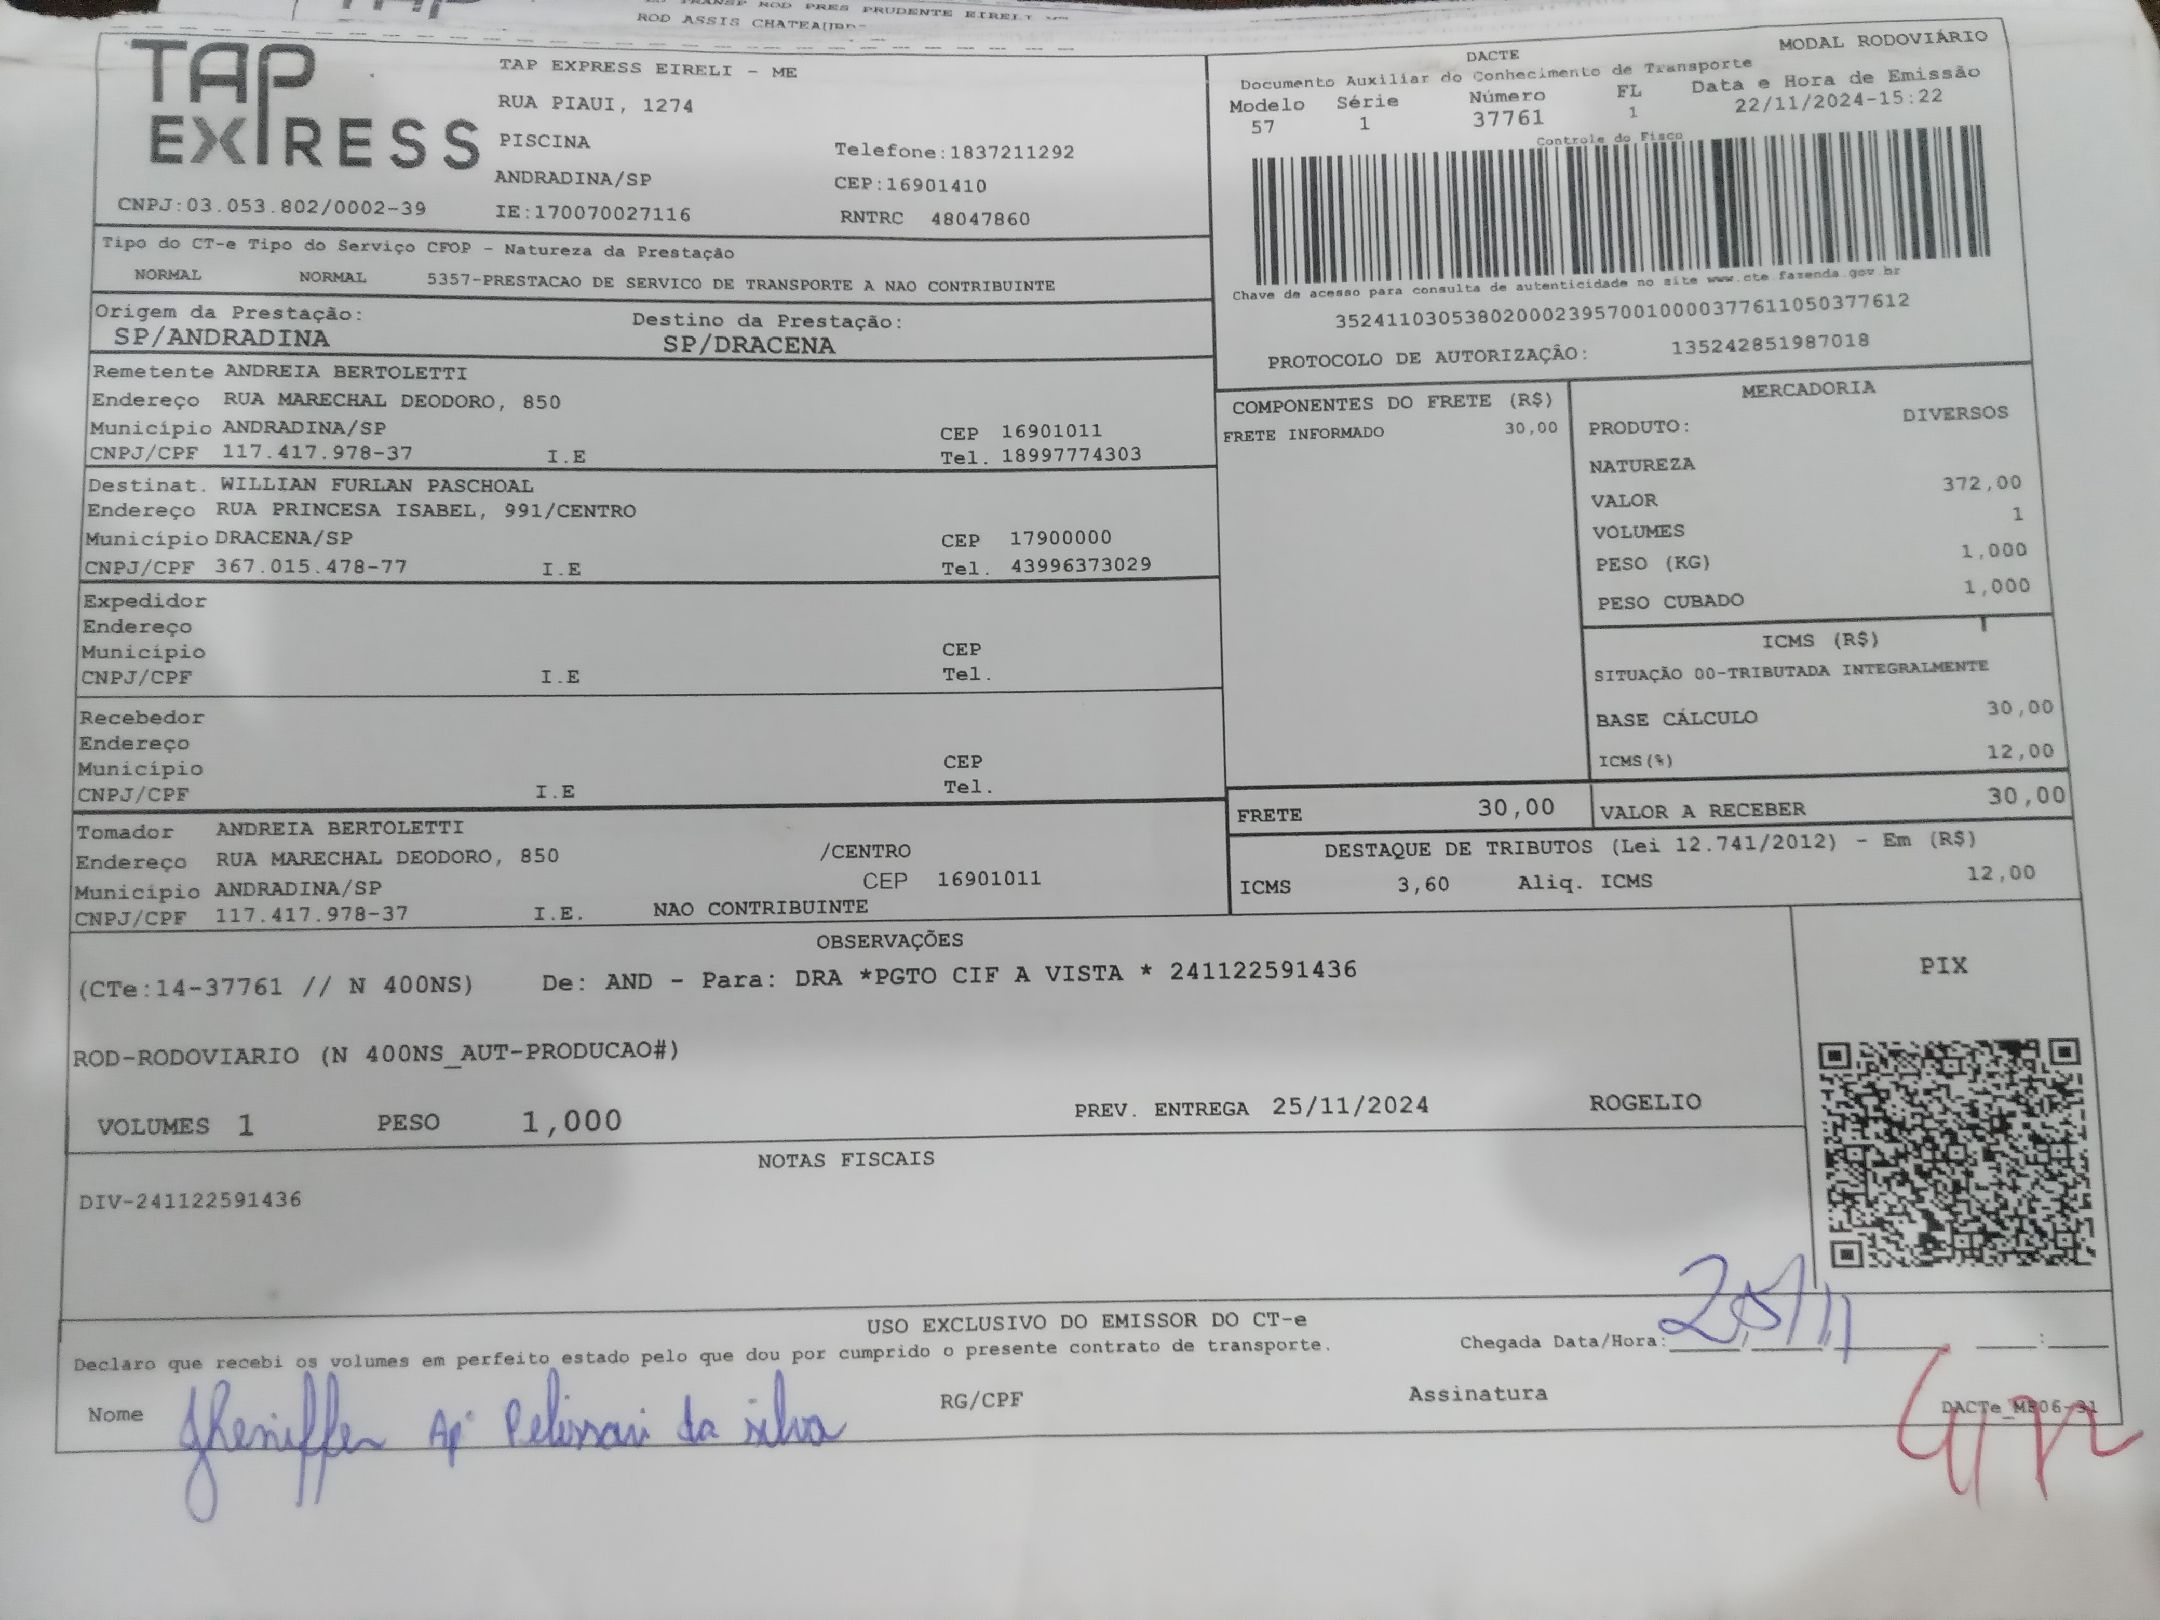 ROD PRES PRUDENTE EIRELI
ROD ASSIS
TAP EXPRESS
TAP EXPRESS EIRELI - ME
RUA PIAUI, 1274
PISCINA
Telefone:1837211292
ANDRADINA/SP
CEP:16901410
CNPJ:03.053.802/0002-39
IE:170070027116
RNTRC 48047860
DACTE
MODAL RODOVIÁRIO
Documento Auxiliar do Conhecimento de Transporte
Modelo Série Número FL Data e Hora de Emissão
57 1 37761 1 22/11/2024-15:22
Controle do Fisco
Chave de acesso para consulta de autenticidade no site www.cte.fazenda.gov.br
35241103053802000239570010000377611050377612
PROTOCOLO DE AUTORIZAÇÃO: 135242851987018
Tipo do CT-e Tipo do Serviço CFOP - Natureza da Prestação
NORMAL NORMAL 5357-PRESTACAO DE SERVICO DE TRANSPORTE A NAO CONTRIBUINTE
Origem da Prestação: Destino da Prestação:
SP/ANDRADINA SP/DRACENA
Remetente ANDREIA BERTOLETTI
Endereço RUA MARECHAL DEODORO, 850
Município ANDRADINA/SP CEP 16901011
CNPJ/CPF 117.417.978-37 I.E Tel. 18997774303
Destinat. WILLIAN FURLAN PASCHOAL
Endereço RUA PRINCESA ISABEL, 991/CENTRO
Município DRACENA/SP CEP 17900000
CNPJ/CPF 367.015.478-77 I.E Tel. 43996373029
Expedidor
Endereço
Município CEP
CNPJ/CPF I.E Tel.
Recebedor
Endereço
Município CEP
CNPJ/CPF I.E Tel.
Tomador ANDREIA BERTOLETTI
Endereço RUA MARECHAL DEODORO, 850 /CENTRO
Município ANDRADINA/SP CEP 16901011
CNPJ/CPF 117.417.978-37 I.E. NAO CONTRIBUINTE
COMPONENTES DO FRETE (R$)
FRETE INFORMADO 30,00
MERCADORIA
PRODUTO: DIVERSOS
NATUREZA
VALOR 372,00
VOLUMES 1
PESO (KG) 1,000
PESO CUBADO 1,000
ICMS (R$)
SITUAÇÃO 00-TRIBUTADA INTEGRALMENTE
BASE CÁLCULO 30,00
ICMS(%) 12,00
FRETE 30,00 VALOR A RECEBER 30,00
DESTAQUE DE TRIBUTOS (Lei 12.741/2012) - Em (R$)
ICMS 3,60 Aliq. ICMS 12,00
OBSERVAÇÕES
(CTe:14-37761 // N 400NS) De: AND - Para: DRA *PGTO CIF A VISTA * 241122591436
ROD-RODOVIARIO (N 400NS_AUT-PRODUCAO#)
VOLUMES 1 PESO 1,000 PREV. ENTREGA 25/11/2024 ROGELIO
PIX
NOTAS FISCAIS
DIV-241122591436
USO EXCLUSIVO DO EMISSOR DO CT-e
Declaro que recebi os volumes em perfeito estado pelo que dou por cumprido o presente contrato de transporte. Chegada Data/Hora: 25/11
Nome Jheniffer Ap Pelissari da silva RG/CPF Assinatura